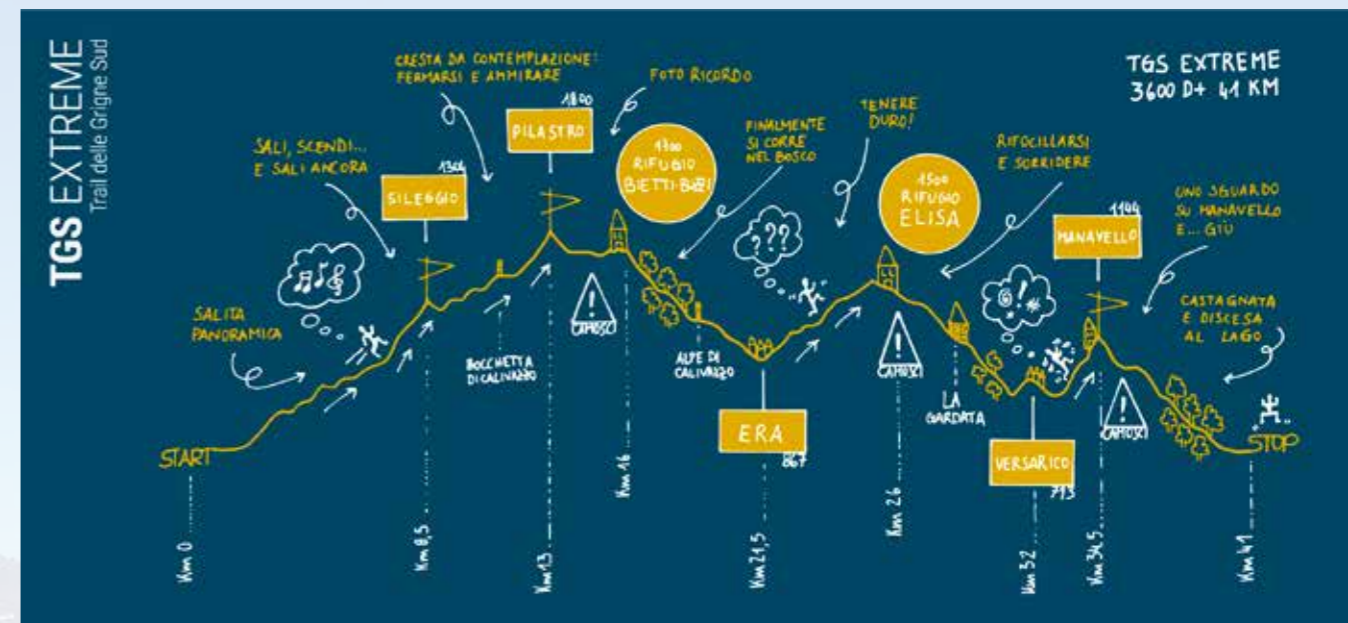 TGS EXTREME
Trail delle Grigne Sud
TGS EXTREME
3600 D+ 41 KM
START
SALITA
PANORAMICA
SALI, SCENDI...
E SALI ANCORA
SILEGGIO
CRESTA DA CONTEMPLAZIONE:
FERMARSI E AMMIRARE
BOCCHETTA
DI CALIVAZZO
1800
PILASTRO
FOTO RICORDO
CAMOSCI
1700
RIFUGIO
BIETTI-BUZZI
FINALMENTE
SI CORRE
NEL BOSCO
ALPE DI
CALIVAZZO
ERA
867
???
TENERE
DURO!
1500
RIFUGIO
ELISA
CAMOSCI
RIFOCILLARSI
E SORRIDERE
LA
GARDATA
VERSARICO
713
1144
MANAVELLO
CAMOSCI
UNO SGUARDO
SU MANAVELLO
E... GIÙ
CASTAGNATA
E DISCESA
AL LAGO
STOP
Km 0
Km 8,5
Km 13
Km 16
Km 21,5
Km 26
Km 32
Km 34,5
Km 41